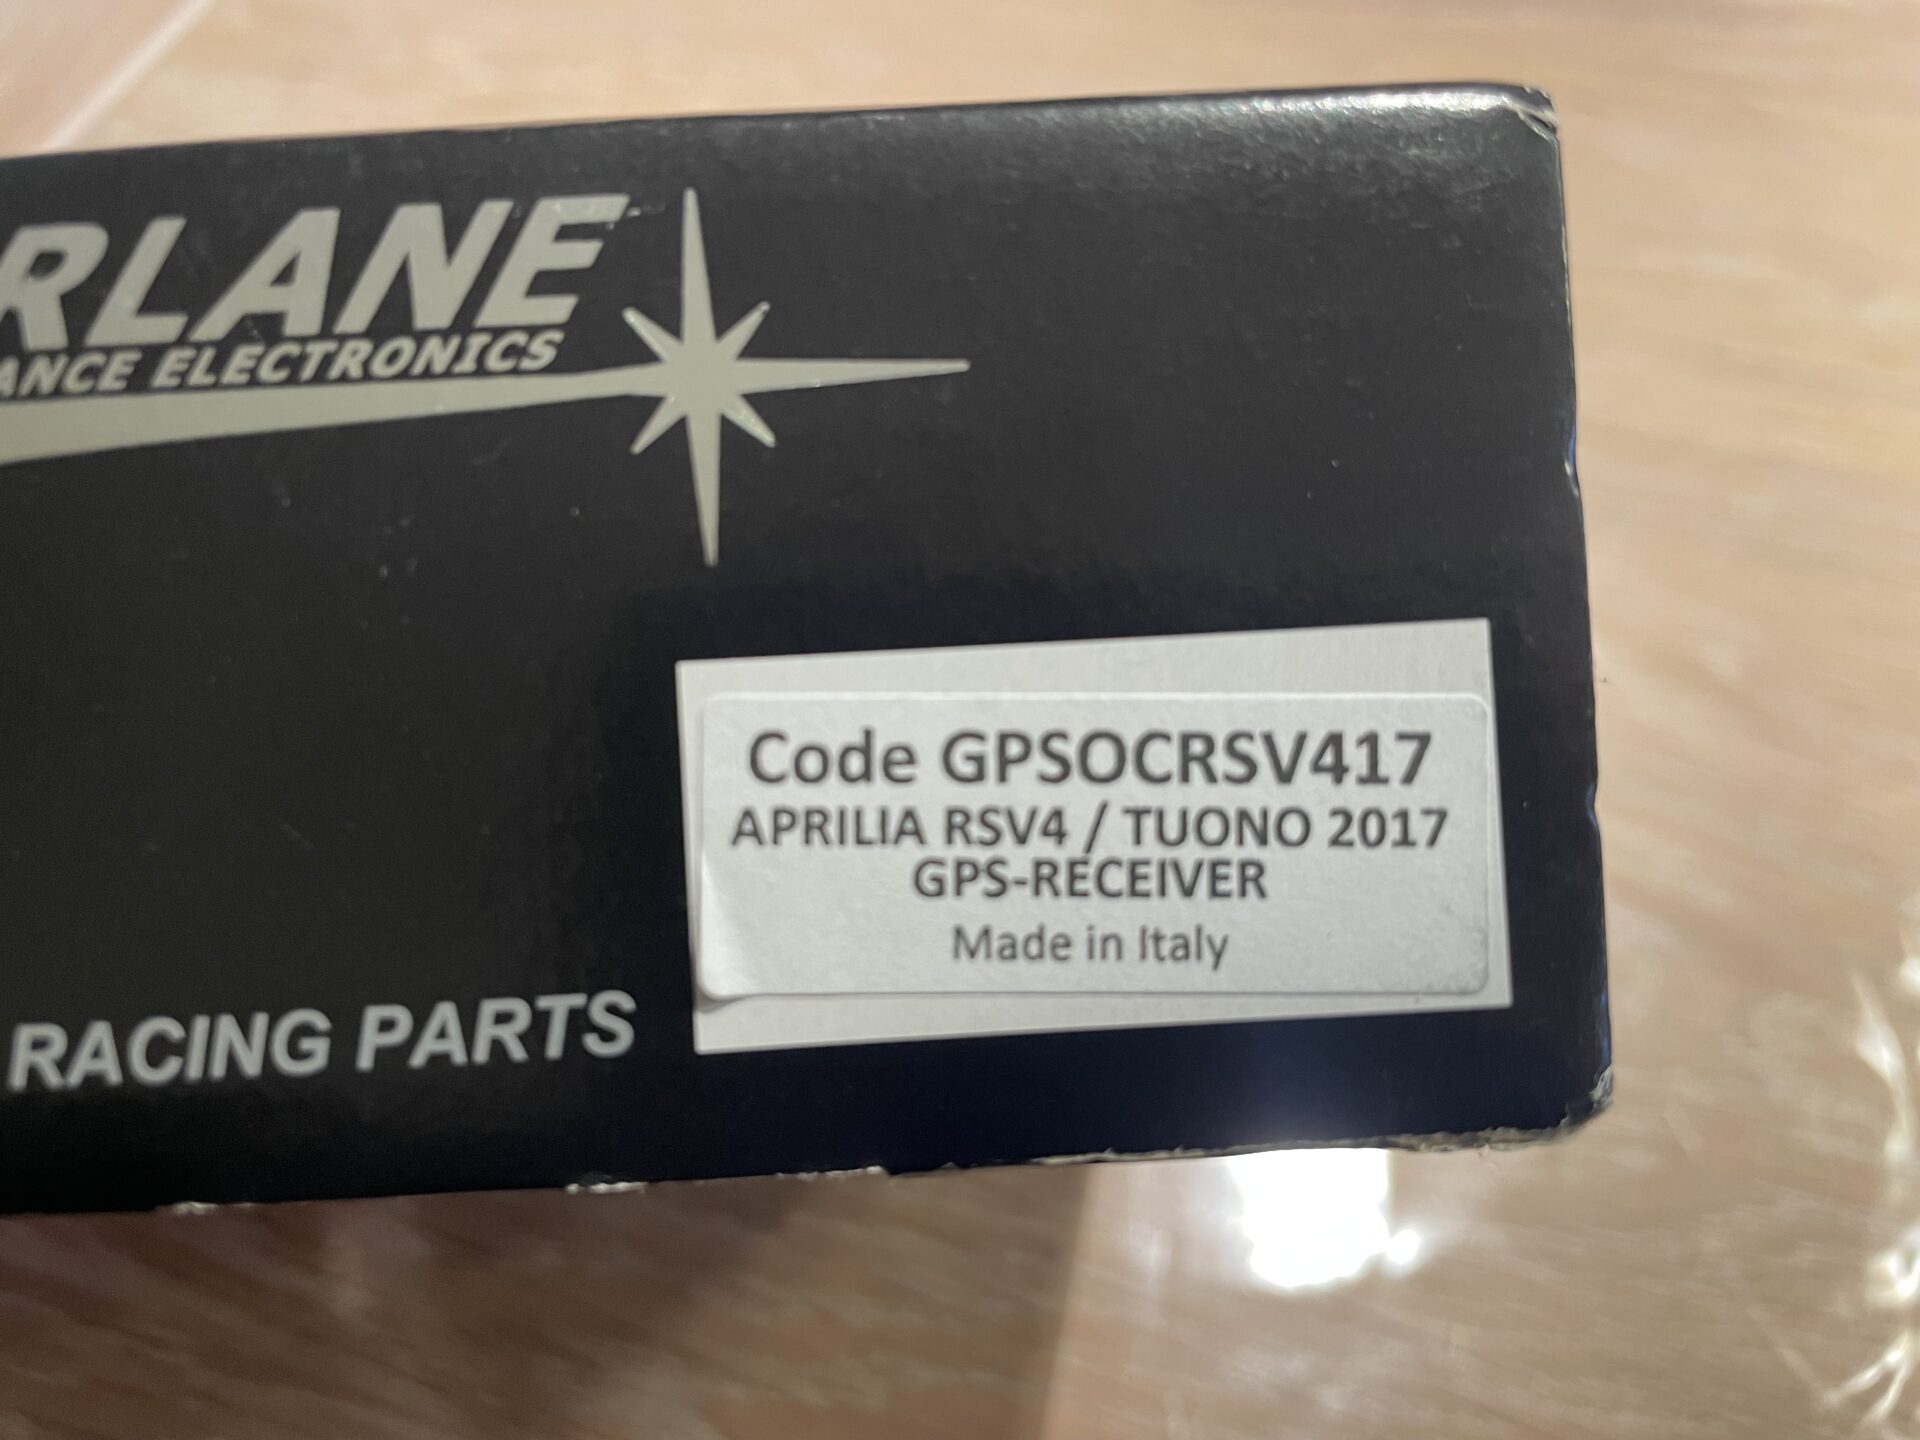 RLANE
ANCE ELECTRONICS
Code GPSOCRSV417
APRILIA RSV4 / TUONO 2017
GPS-RECEIVER
Made in Italy
RACING PARTS